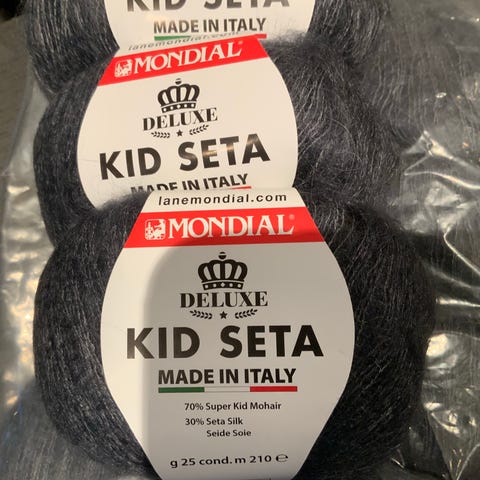 KID SETA
MADE IN ITALY
lanemondial.com
MONDIAL®
DELUXE
KID SETA
MADE IN ITALY
lanemondial.com
MONDIAL®
DELUXE
KID SETA
MADE IN ITALY
70% Super Kid Mohair
30% Seta Silk
Seide Soie
g 25 cond. m 210 ℮